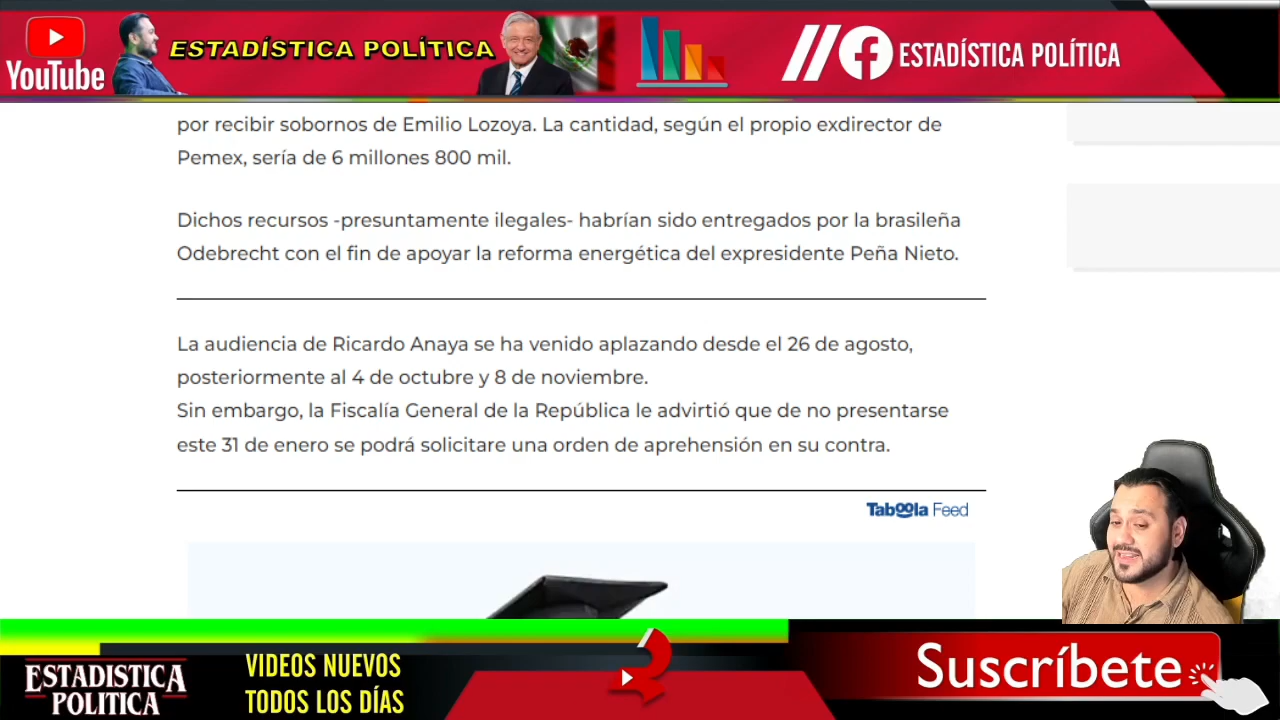 YouTube
ESTADÍSTICA POLÍTICA
ESTADÍSTICA POLÍTICA
por recibir sobornos de Emilio Lozoya. La cantidad, según el propio exdirector de
Pemex, sería de 6 millones 800 mil.
Dichos recursos -presuntamente ilegales- habrían sido entregados por la brasileña
Odebrecht con el fin de apoyar la reforma energética del expresidente Peña Nieto.
La audiencia de Ricardo Anaya se ha venido aplazando desde el 26 de agosto,
posteriormente al 4 de octubre y 8 de noviembre.
Sin embargo, la Fiscalía General de la República le advirtió que de no presentarse
este 31 de enero se podrá solicitare una orden de aprehensión en su contra.
Taboola Feed
ESTADISTICA
POLITICA
VIDEOS NUEVOS
TODOS LOS DÍAS
Suscríbete